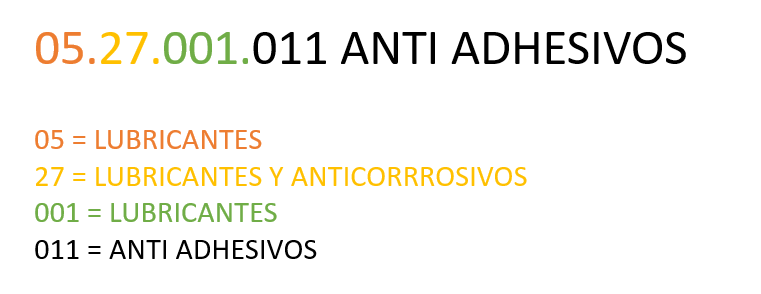 05.27.001.011 ANTI ADHESIVOS
05 = LUBRICANTES
27 = LUBRICANTES Y ANTICORRROSIVOS
001 = LUBRICANTES
011 = ANTI ADHESIVOS